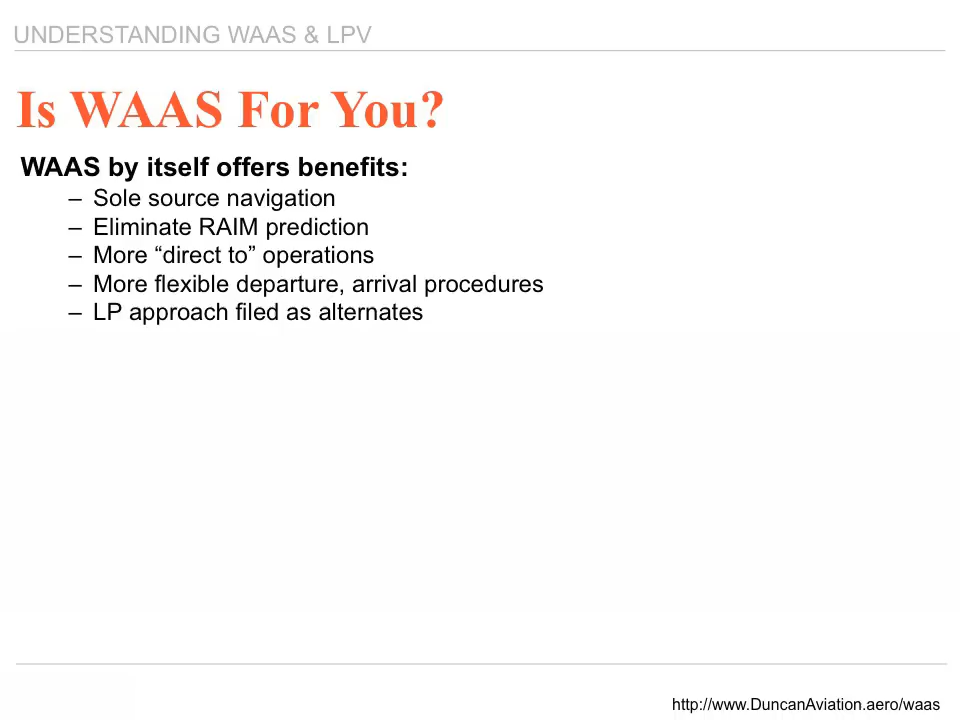 UNDERSTANDING WAAS & LPV
Is WAAS For You?
WAAS by itself offers benefits:
– Sole source navigation
– Eliminate RAIM prediction
– More “direct to” operations
– More flexible departure, arrival procedures
– LP approach filed as alternates
http://www.DuncanAviation.aero/waas